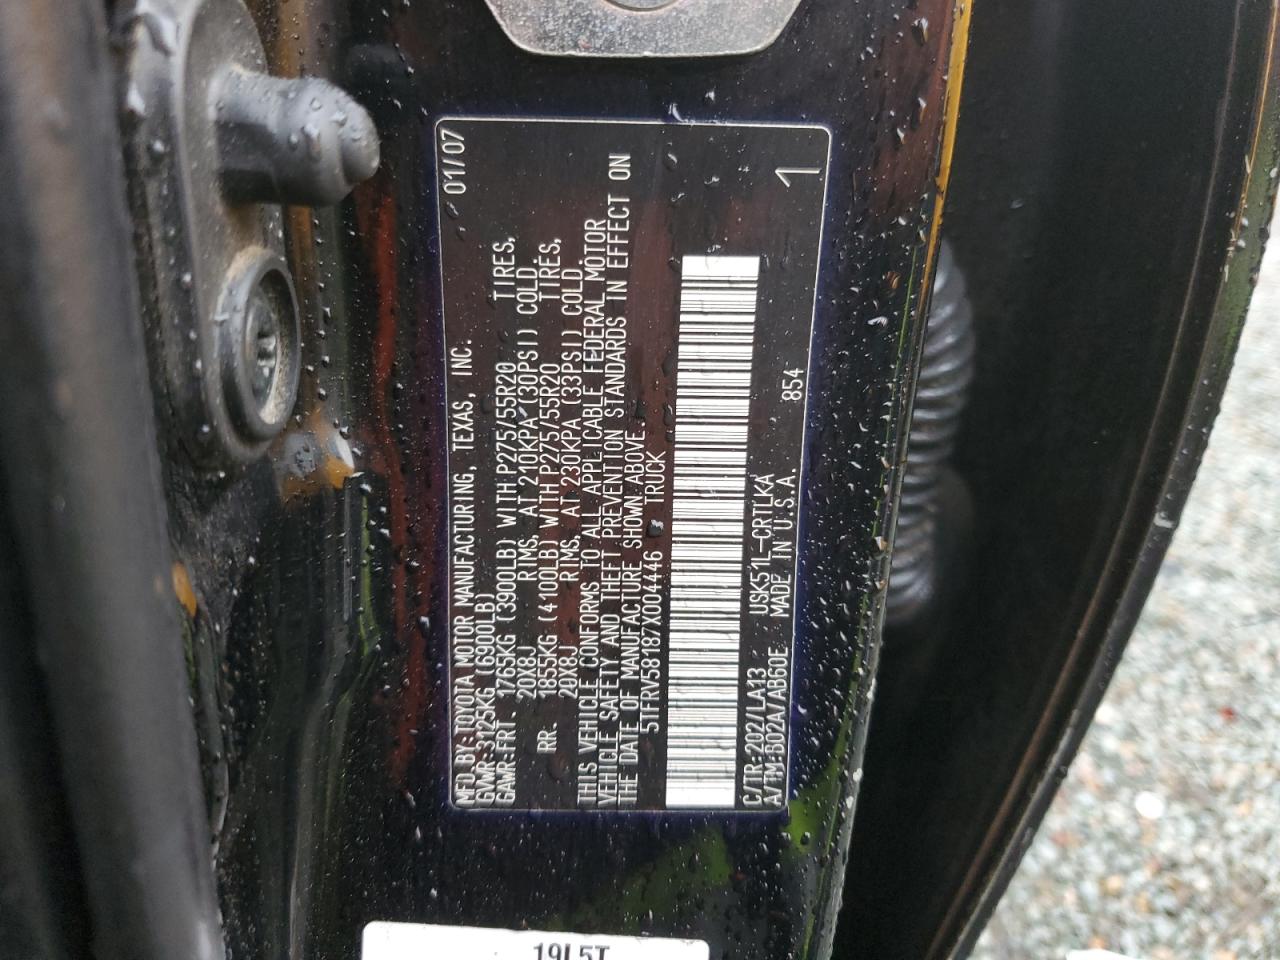 MFD.BY:TOYOTA MOTOR MANUFACTURING, TEXAS, INC. 01/07
GVWR:3125KG (6900LB)
GAWR:FRT. 1765KG (3900LB) WITH P275/55R20 TIRES,
20X8J RIMS, AT 210KPA (30PSI) COLD.
RR. 1855KG (4100LB) WITH P275/55R20 TIRES,
20X8J RIMS, AT 230KPA (33PSI) COLD.
THIS VEHICLE CONFORMS TO ALL APPLICABLE FEDERAL MOTOR
VEHICLE SAFETY AND THEFT PREVENTION STANDARDS IN EFFECT ON
THE DATE OF MANUFACTURE SHOWN ABOVE.
5TFRV58187X004446 TRUCK
C/TR:202/LA13 USK51L-CRTLKA 854 1
A/TM:B02A/AB60E MADE IN U.S.A.
19L5T